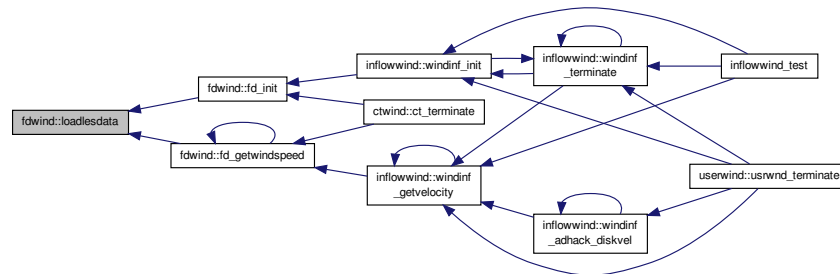 fdwind::loadlesdata
fdwind::fd_init
fdwind::fd_getwindspeed
inflowwind::windinf_init
ctwind::ct_terminate
inflowwind::windinf
_getvelocity
inflowwind::windinf
_terminate
inflowwind::windinf
_adhack_diskvel
inflowwind_test
userwind::usrwnd_terminate